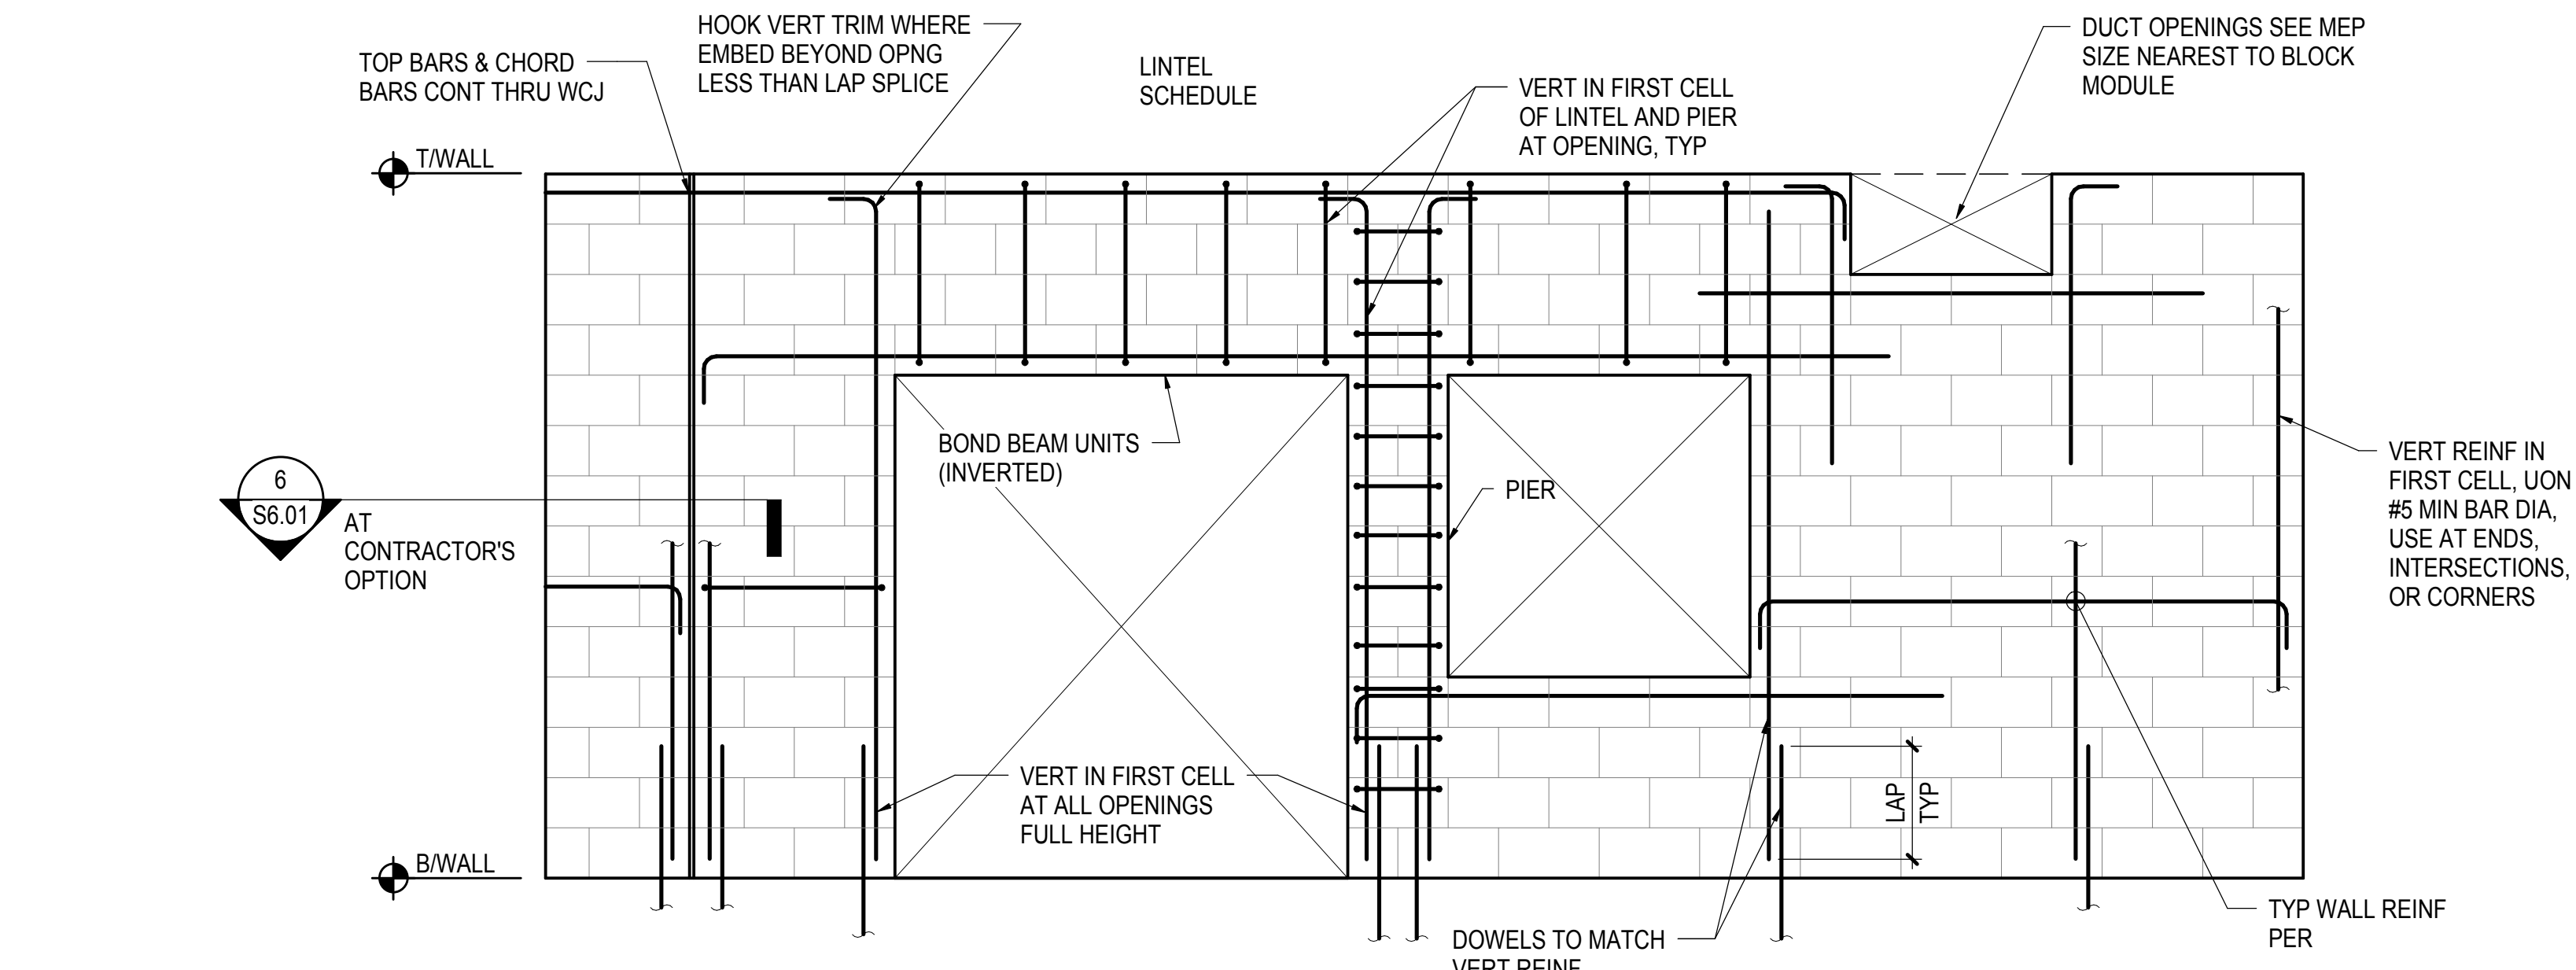 HOOK VERT TRIM WHERE
EMBED BEYOND OPNG
LESS THAN LAP SPLICE
TOP BARS & CHORD
BARS CONT THRU WCJ
LINTEL
SCHEDULE
VERT IN FIRST CELL
OF LINTEL AND PIER
AT OPENING, TYP
DUCT OPENINGS SEE MEP
SIZE NEAREST TO BLOCK
MODULE
T/WALL
BOND BEAM UNITS
(INVERTED)
PIER
VERT REINF IN
FIRST CELL, UON
#5 MIN BAR DIA,
USE AT ENDS,
INTERSECTIONS,
OR CORNERS
6
S6.01
AT
CONTRACTOR'S
OPTION
VERT IN FIRST CELL
AT ALL OPENINGS
FULL HEIGHT
LAP
TYP
B/WALL
TYP WALL REINF
PER
DOWELS TO MATCH
VERT REINF